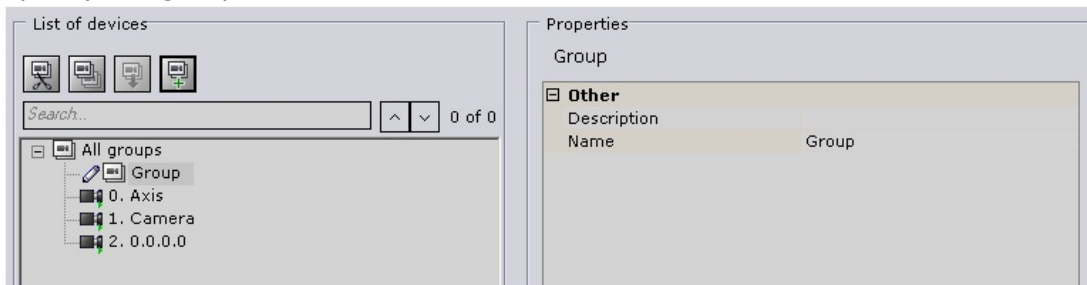 List of devices
Search...
0 of 0
All groups
Group
0. Axis
1. Camera
2. 0.0.0.0
Properties
Group
Other
Description
Name Group